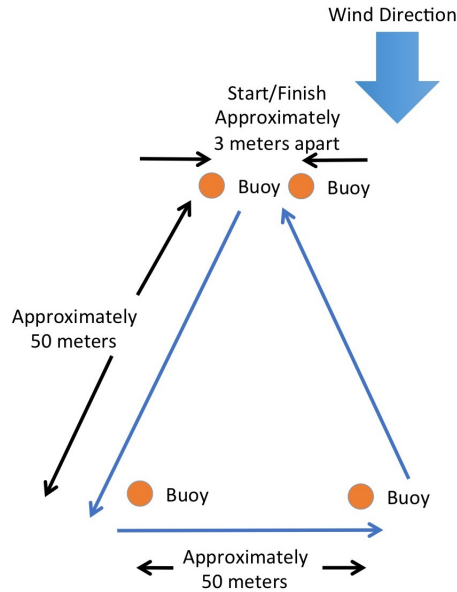 Wind Direction
Start/Finish
Approximately
3 meters apart
Buoy
Buoy
Approximately
50 meters
Buoy
Buoy
Approximately
50 meters